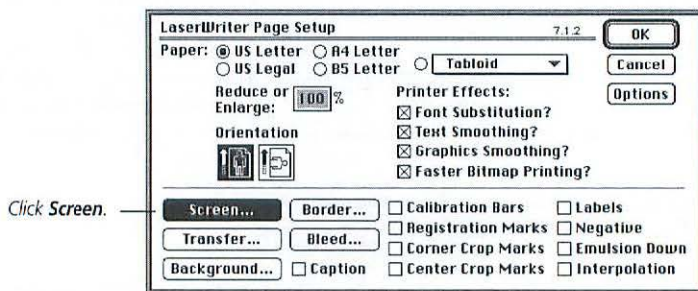 LaserWriter Page Setup 7.1.2 OK
Paper: US Letter A4 Letter
US Legal B5 Letter Tabloid Cancel
Reduce or Enlarge: 100 % Printer Effects: Options
Font Substitution?
Orientation Text Smoothing?
Graphics Smoothing?
Faster Bitmap Printing?
Click Screen. Screen... Border... Calibration Bars Labels
Transfer... Bleed... Registration Marks Negative
Corner Crop Marks Emulsion Down
Background... Caption Center Crop Marks Interpolation